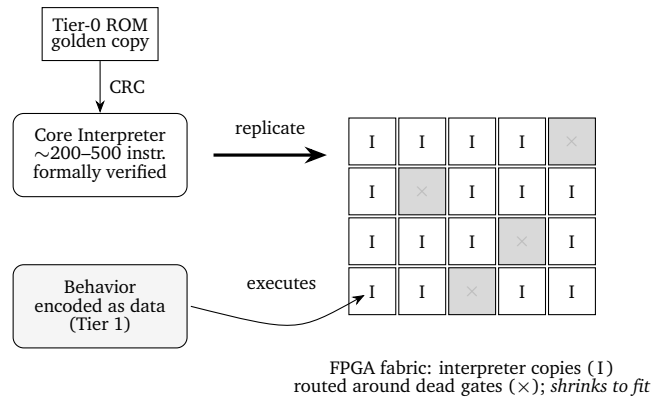 Tier-0 ROM
golden copy
CRC
Core Interpreter
∼200–500 instr.
formally verified
replicate
I I I I ×
I × I I I
I I I × I
I I × I I
Behavior
encoded as data
(Tier 1)
executes
FPGA fabric: interpreter copies (I)
routed around dead gates (×); shrinks to fit